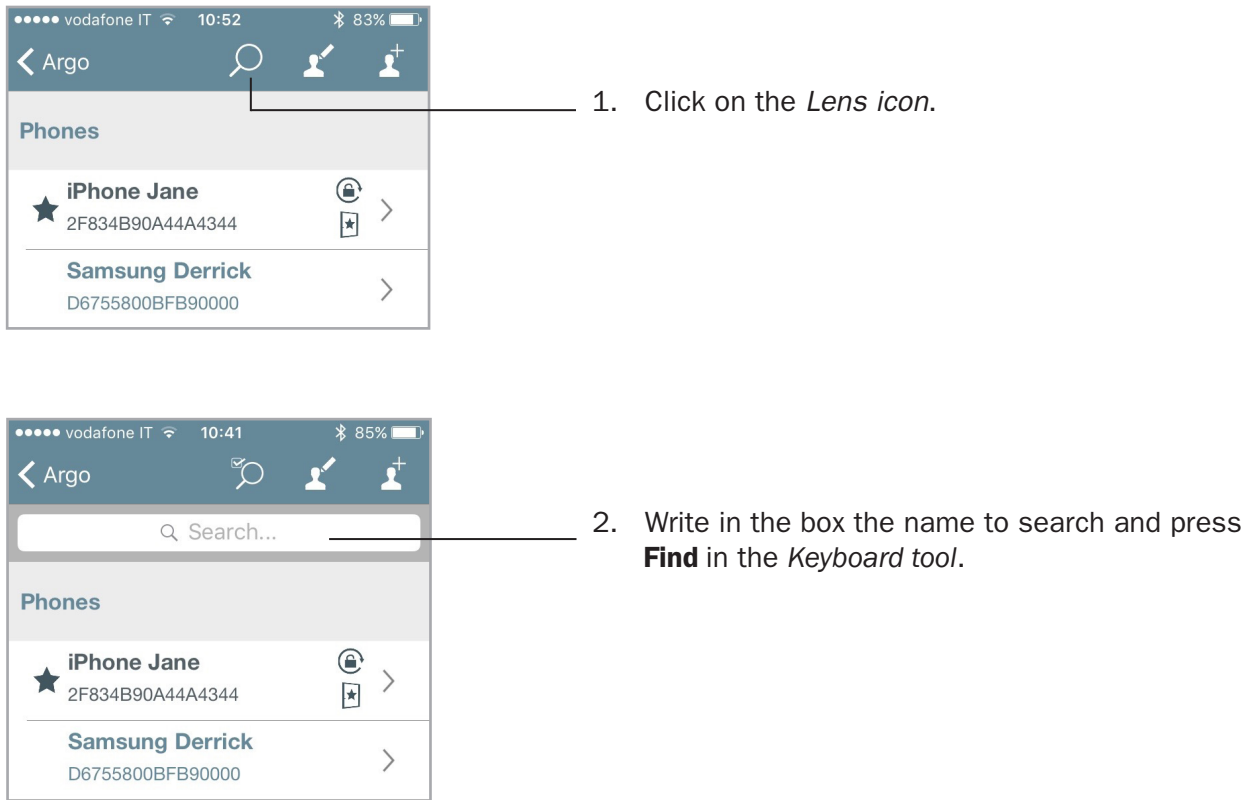 vodafone IT 10:52 83%
Argo
Phones
iPhone Jane
2F834B90A44A4344
Samsung Derrick
D6755800BFB90000
1. Click on the Lens icon.
vodafone IT 10:41 85%
Argo
Search...
Phones
iPhone Jane
2F834B90A44A4344
Samsung Derrick
D6755800BFB90000
2. Write in the box the name to search and press
Find in the Keyboard tool.